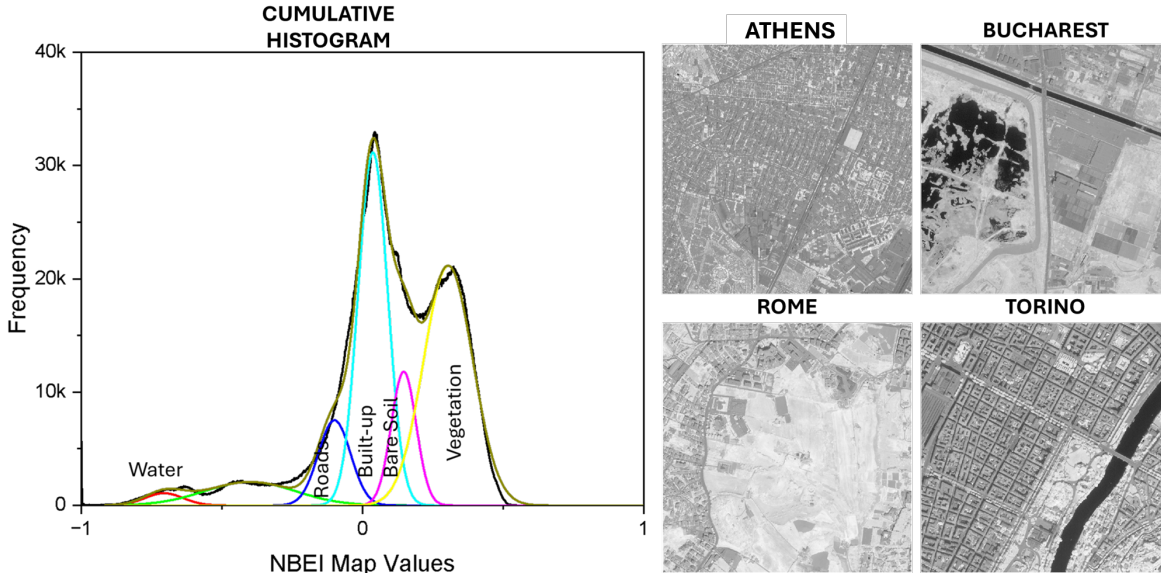 CUMULATIVE
HISTOGRAM
40k
30k
20k
10k
0
Frequency
Water
Roads
Built-up
Bare Soil
Vegetation
−1
0
1
NBEI Map Values
ATHENS
BUCHAREST
ROME
TORINO